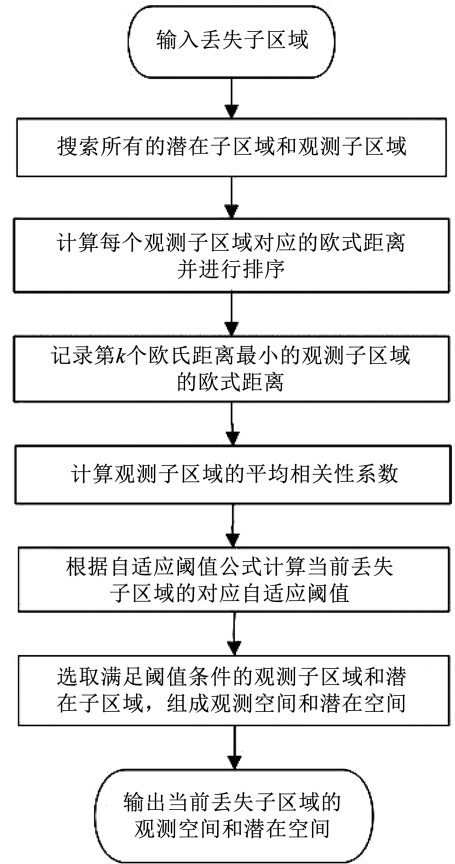 输入丢失子区域
搜索所有的潜在子区域和观测子区域
计算每个观测子区域对应的欧式距离
并进行排序
记录第k个欧氏距离最小的观测子区域
的欧式距离
计算观测子区域的平均相关性系数
根据自适应阈值公式计算当前丢失
子区域的对应自适应阈值
选取满足阈值条件的观测子区域和潜
在子区域，组成观测空间和潜在空间
输出当前丢失子区域的
观测空间和潜在空间